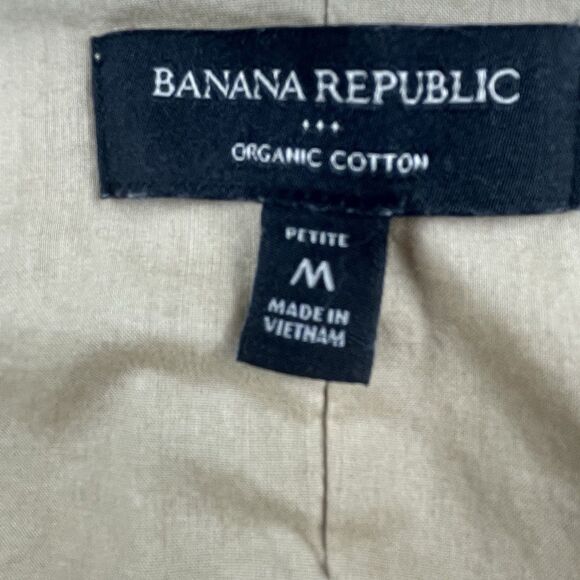 BANANA REPUBLIC
ORGANIC COTTON
PETITE
M
MADE IN
VIETNAM